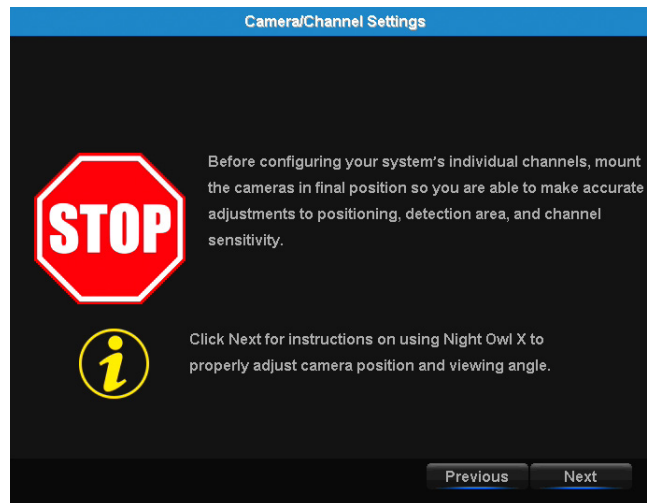 Camera/Channel Settings
STOP
Before configuring your system's individual channels, mount
the cameras in final position so you are able to make accurate
adjustments to positioning, detection area, and channel
sensitivity.
i
Click Next for instructions on using Night Owl X to
properly adjust camera position and viewing angle.
Previous
Next